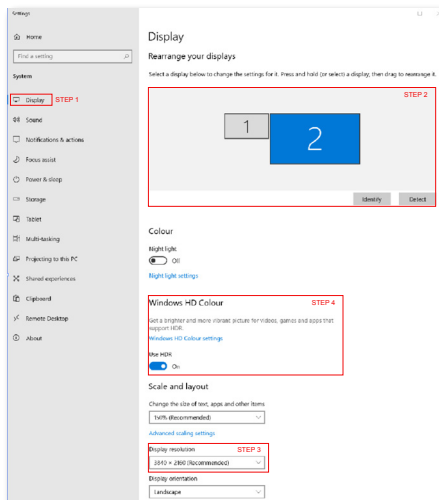 Settings
Home
Display
Find a setting
Rearrange your displays
System
Select a display below to change the settings for it. Press and hold (or select) a display, then drag to rearrange it.
Display STEP 1
STEP 2
Sound
1
2
Notifications & actions
Focus assist
Power & sleep
Storage
Identify
Detect
Tablet
Colour
Multi-tasking
Night light
Projecting to this PC
Off
Shared experiences
Night light settings
Clipboard
Windows HD Colour STEP 4
Remote Desktop
Get a brighter and more vibrant picture for videos, games and apps that
support HDR.
About
Windows HD Colour settings
Use HDR
On
Scale and layout
Change the size of text, apps and other items
(Recommended)
Advanced scaling settings
Display resolution STEP 3
3840 × 2160 (Recommended)
Display orientation
Landscape